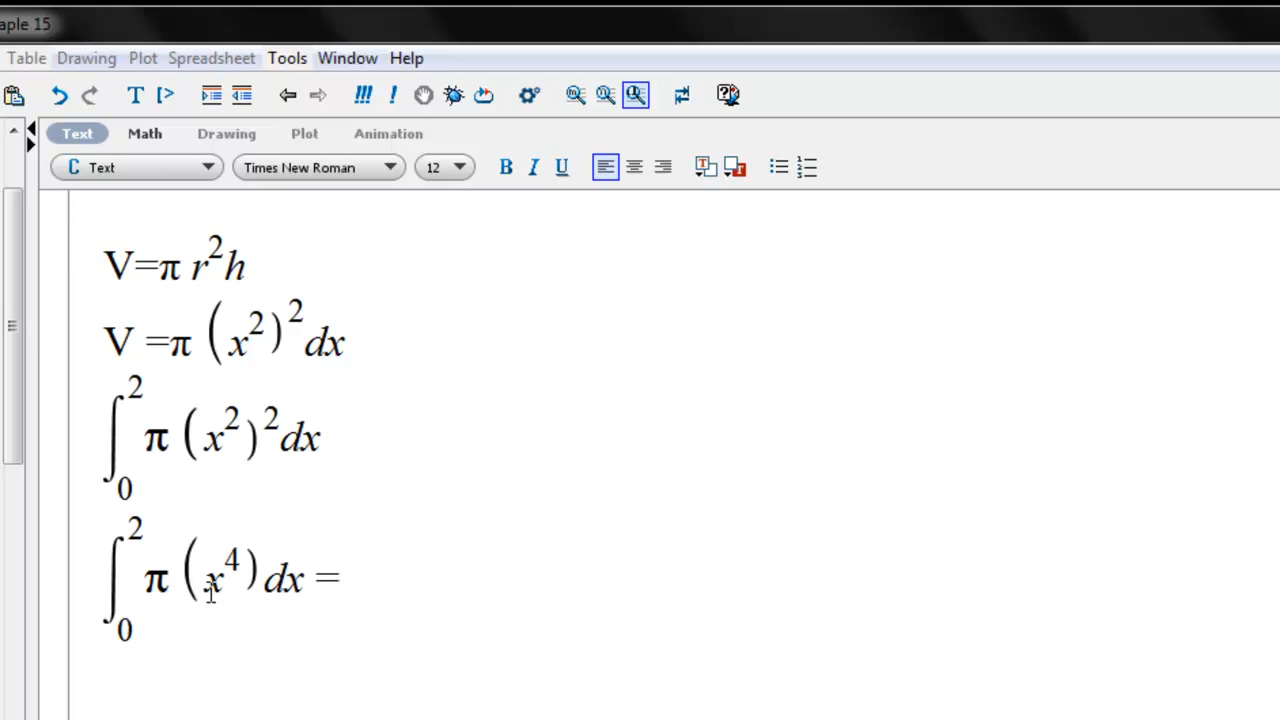 aple 15
Table Drawing Plot Spreadsheet Tools Window Help
T [> !!! !
Text Math Drawing Plot Animation
C Text Times New Roman 12 B I U
V=π r²h
V =π (x²)² dx
∫₀² π (x²)² dx
∫₀² π (x⁴) dx =